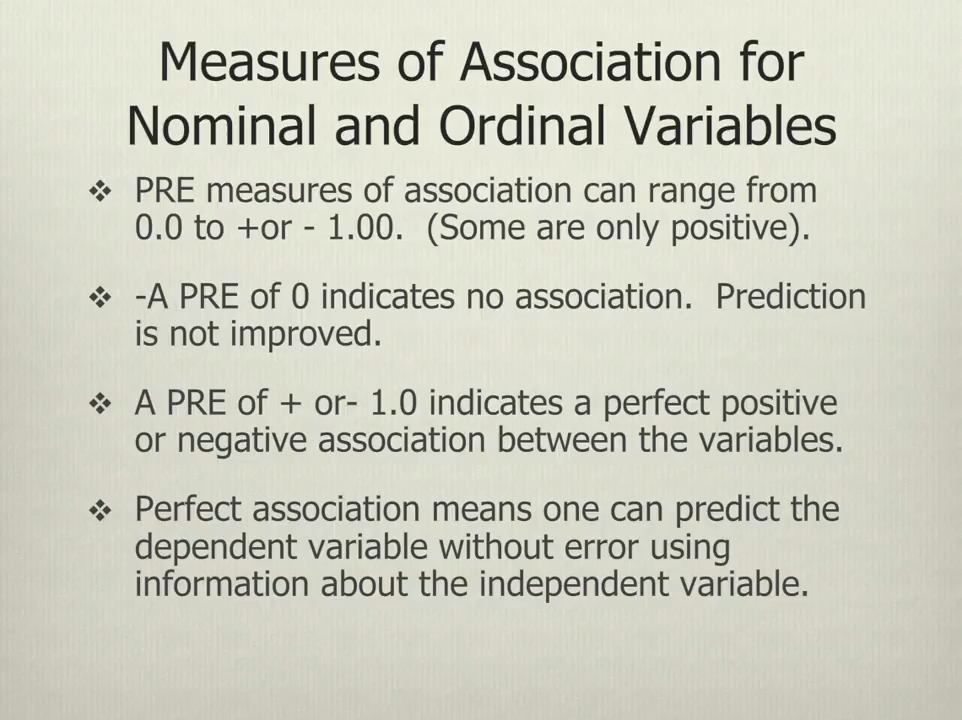 Measures of Association for
Nominal and Ordinal Variables
❖ PRE measures of association can range from
0.0 to +or - 1.00.  (Some are only positive).
❖ -A PRE of 0 indicates no association.  Prediction
is not improved.
❖ A PRE of + or- 1.0 indicates a perfect positive
or negative association between the variables.
❖ Perfect association means one can predict the
dependent variable without error using
information about the independent variable.